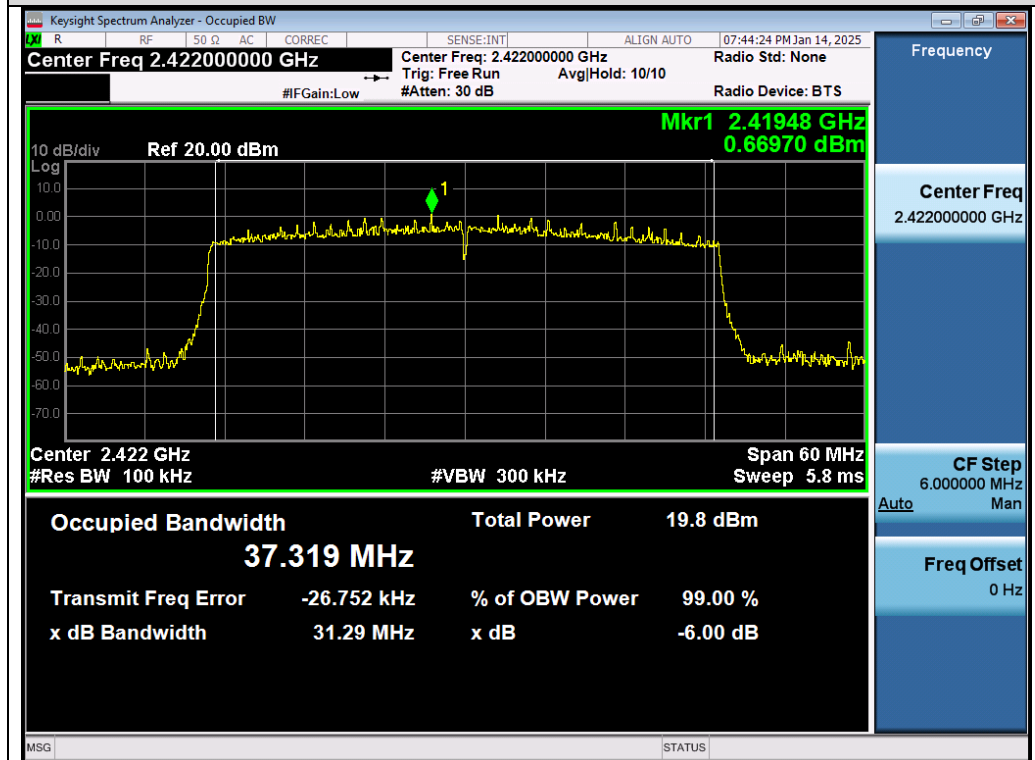 Keysight Spectrum Analyzer - Occupied BW
LXI R RF 50 Ω AC CORREC SENSE:INT ALIGN AUTO 07:44:24 PM Jan 14, 2025
Center Freq 2.422000000 GHz
Center Freq: 2.422000000 GHz
Radio Std: None
Trig: Free Run Avg|Hold: 10/10
#IFGain:Low #Atten: 30 dB Radio Device: BTS
Mkr1 2.41948 GHz
0.66970 dBm
10 dB/div Ref 20.00 dBm
Log
10.0
0.00
-10.0
-20.0
-30.0
-40.0
-50.0
-60.0
-70.0
1
Center 2.422 GHz Span 60 MHz
#Res BW 100 kHz #VBW 300 kHz Sweep 5.8 ms
Occupied Bandwidth Total Power 19.8 dBm
37.319 MHz
Transmit Freq Error -26.752 kHz % of OBW Power 99.00 %
x dB Bandwidth 31.29 MHz x dB -6.00 dB
MSG STATUS
Frequency
Center Freq
2.422000000 GHz
CF Step
6.000000 MHz
Auto Man
Freq Offset
0 Hz